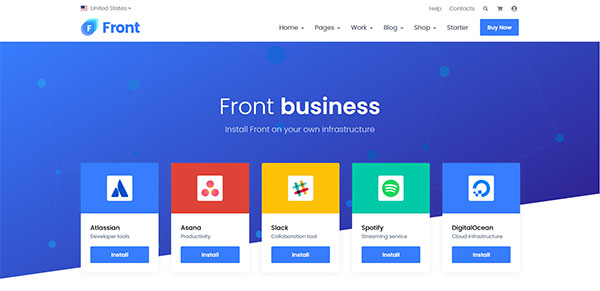 United States
Help Contacts
F Front
Home Pages Work Blog Shop Starter Buy Now
Front business
Install Front on your own infrastructure
Atlassian
Developer tools
Install
Asana
Productivity
Install
Slack
Collaboration tool
Install
Spotify
Streaming service
Install
DigitalOcean
Cloud infrastructure
Install